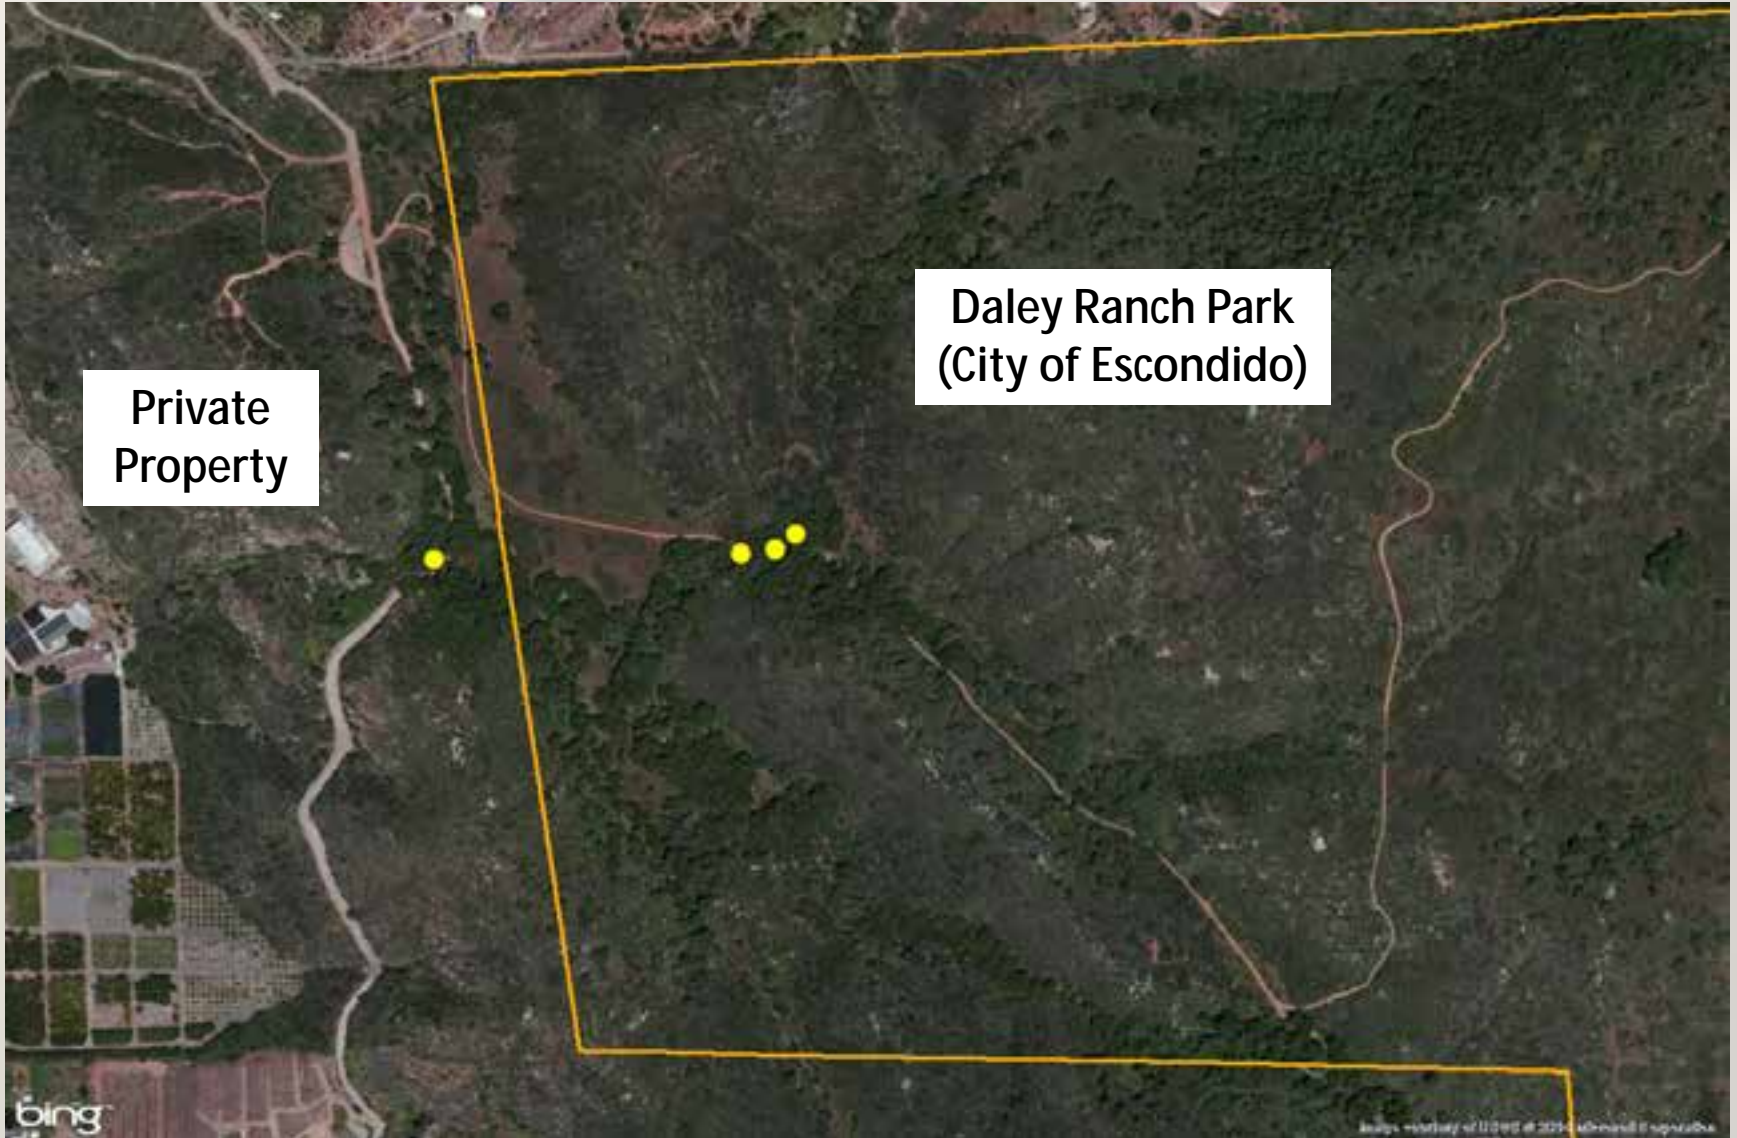 Daley Ranch Park
(City of Escondido)
Private
Property
bing